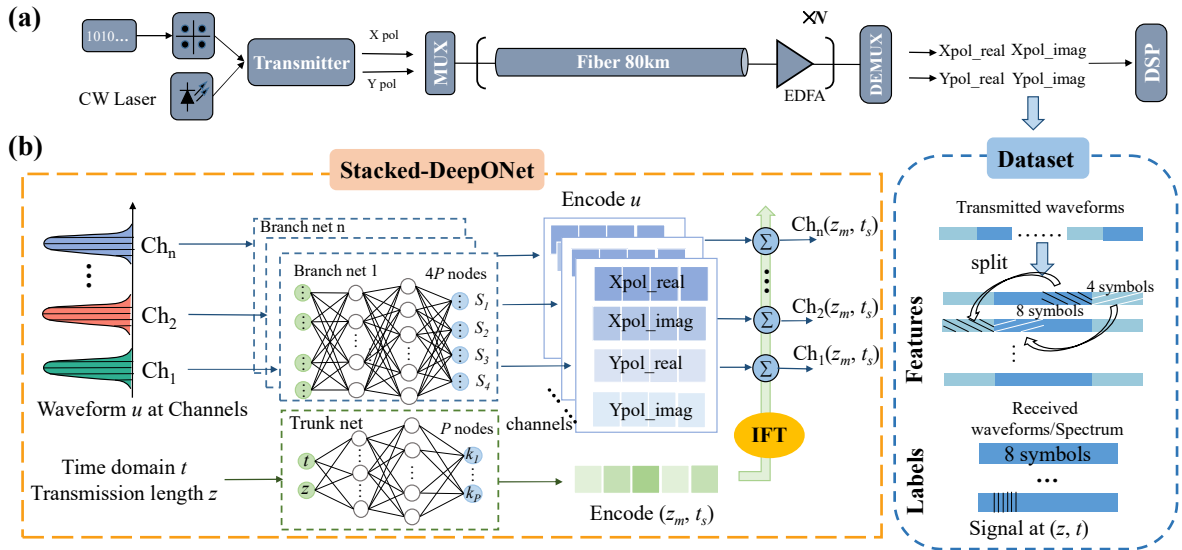 (a)
1010...
CW Laser
Transmitter
X pol
Y pol
MUX
Fiber 80km
×N
EDFA
DEMUX
Xpol_real Xpol_imag
Ypol_real Ypol_imag
DSP
(b)
Stacked-DeepONet
Ch_n
Ch_2
Ch_1
Waveform u at Channels
Branch net n
Branch net 1
4P nodes
S_1
S_2
S_3
S_4
Encode u
Xpol_real
Xpol_imag
Ypol_real
Ypol_imag
channels
Σ
Σ
Σ
Ch_n(z_m, t_s)
Ch_2(z_m, t_s)
Ch_1(z_m, t_s)
IFT
Time domain t
Transmission length z
Trunk net
t
z
P nodes
k_1
k_P
Encode (z_m, t_s)
Dataset
Transmitted waveforms
split
4 symbols
8 symbols
Features
Received
waveforms/Spectrum
8 symbols
Labels
Signal at (z, t)